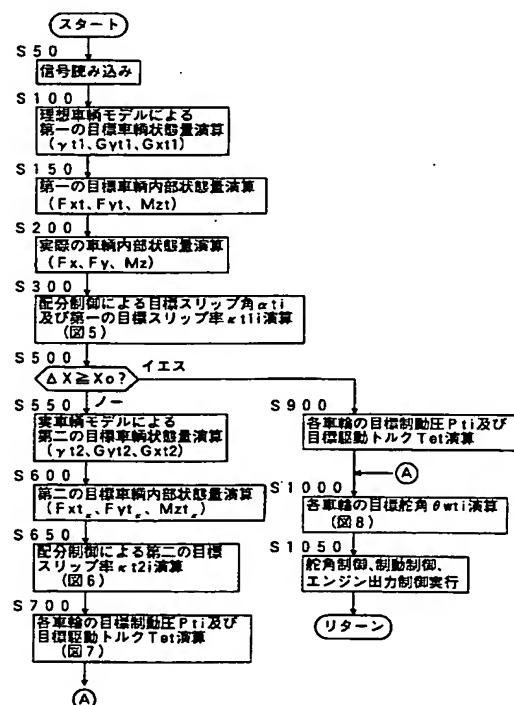 スタート
S50
信号読み込み
S100
理想車輌モデルによる
第一の目標車輌状態量演算
(γt1、Gyt1、Gxt1)
S150
第一の目標車輌内部状態量演算
(Fxt、Fyt、Mzt)
S200
実際の車輌内部状態量演算
(Fx、Fy、Mz)
S300
配分制御による目標スリップ角αti
及び第一の目標スリップ率κt1i演算
(図5)
S500
ΔX≧Xo?
イエス
ノー
S550
実車輌モデルによる
第二の目標車輌状態量演算
(γt2、Gyt2、Gxt2)
S600
第二の目標車輌内部状態量演算
(Fxtκ、Fytκ、Mztκ)
S650
配分制御による第二の目標
スリップ率κt2i演算
(図6)
S700
各車輪の目標制動圧Pti及び
目標駆動トルクTet演算
(図7)
A
S900
各車輪の目標制動圧Pti及び
目標駆動トルクTet演算
A
S1000
各車輪の目標舵角θwti演算
(図8)
S1050
舵角制御、制動制御、
エンジン出力制御実行
リターン